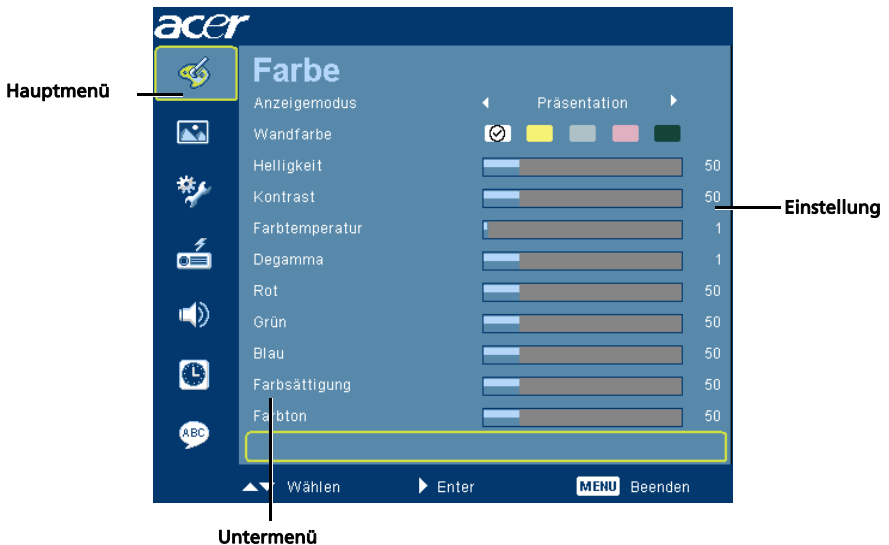 acer
Farbe
Hauptmenü
Anzeigemodus Präsentation
Wandfarbe
Helligkeit 50
Kontrast 50
Einstellung
Farbtemperatur 1
Degamma 1
Rot 50
Grün 50
Blau 50
Farbsättigung 50
Farbton 50
ABC
Wählen Enter MENU Beenden
Untermenü